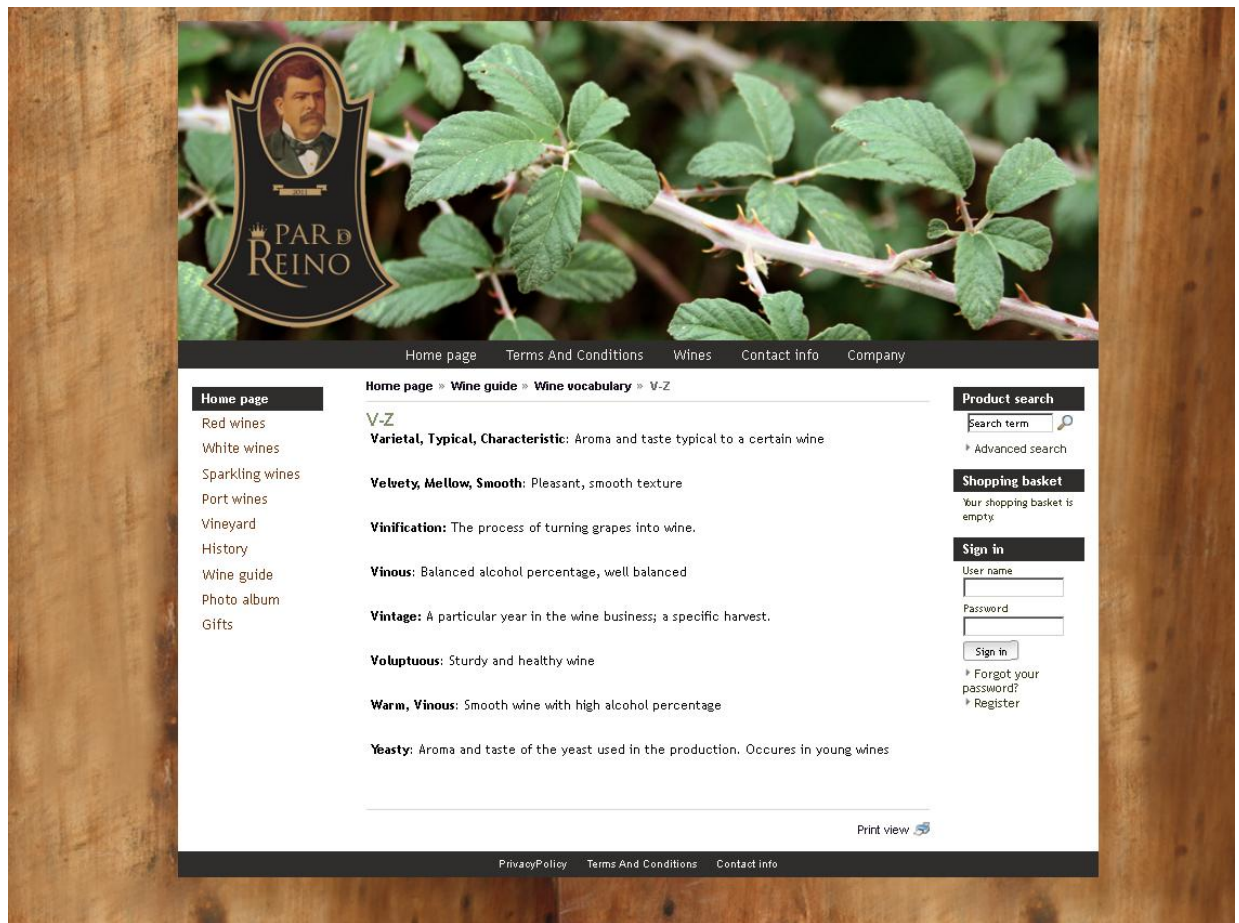 2011
PAR DO
REINO
Home page Terms And Conditions Wines Contact info Company
Home page
Red wines
White wines
Sparkling wines
Port wines
Vineyard
History
Wine guide
Photo album
Gifts
Home page » Wine guide » Wine vocabulary » V-Z
V-Z
Varietal, Typical, Characteristic: Aroma and taste typical to a certain wine
Velvety, Mellow, Smooth: Pleasant, smooth texture
Vinification: The process of turning grapes into wine.
Vinous: Balanced alcohol percentage, well balanced
Vintage: A particular year in the wine business; a specific harvest.
Voluptuous: Sturdy and healthy wine
Warm, Vinous: Smooth wine with high alcohol percentage
Yeasty: Aroma and taste of the yeast used in the production. Occures in young wines
Print view
Product search
Search term
Advanced search
Shopping basket
Your shopping basket is
empty.
Sign in
User name
Password
Sign in
Forgot your
password?
Register
PrivacyPolicy Terms And Conditions Contact info